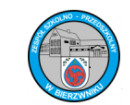 ZESPÓŁ SZKOLNO - PRZEDSZKOLNY
W BIERZWNIKU